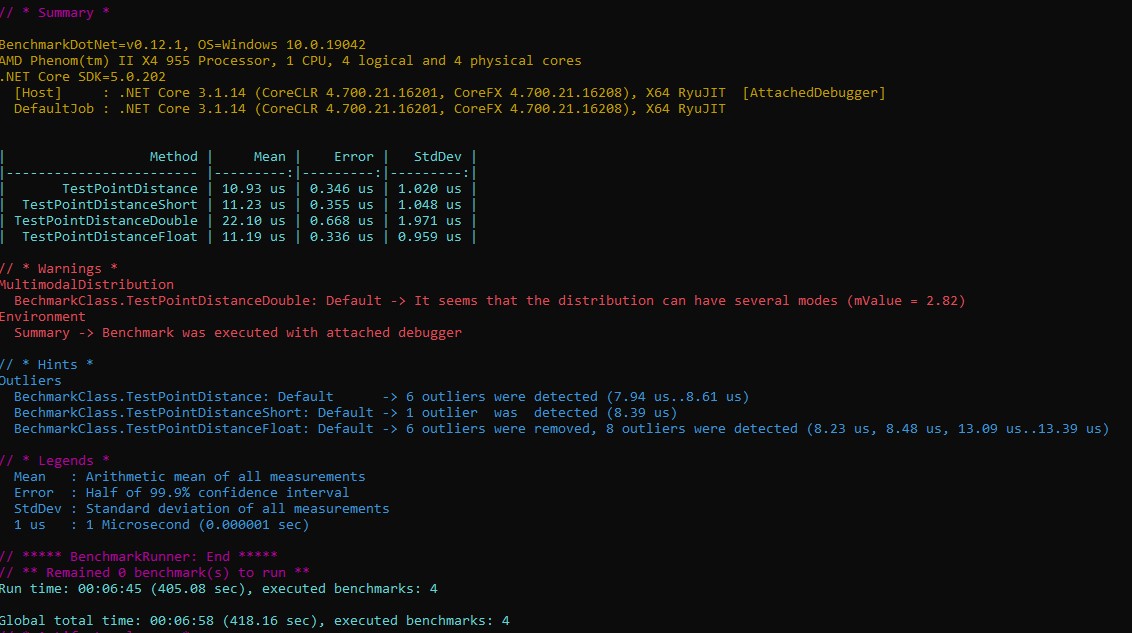 // * Summary *
BenchmarkDotNet=v0.12.1, OS=Windows 10.0.19042
AMD Phenom(tm) II X4 955 Processor, 1 CPU, 4 logical and 4 physical cores
.NET Core SDK=5.0.202
[Host]     : .NET Core 3.1.14 (CoreCLR 4.700.21.16201, CoreFX 4.700.21.16208), X64 RyuJIT  [AttachedDebugger]
DefaultJob : .NET Core 3.1.14 (CoreCLR 4.700.21.16201, CoreFX 4.700.21.16208), X64 RyuJIT
|                  Method |     Mean |    Error |   StdDev |
|------------------------ |---------:|---------:|---------:|
|       TestPointDistance | 10.93 us | 0.346 us | 1.020 us |
|  TestPointDistanceShort | 11.23 us | 0.355 us | 1.048 us |
| TestPointDistanceDouble | 22.10 us | 0.668 us | 1.971 us |
|  TestPointDistanceFloat | 11.19 us | 0.336 us | 0.959 us |
// * Warnings *
MultimodalDistribution
BechmarkClass.TestPointDistanceDouble: Default -> It seems that the distribution can have several modes (mValue = 2.82)
Environment
Summary -> Benchmark was executed with attached debugger
// * Hints *
Outliers
BechmarkClass.TestPointDistance: Default      -> 6 outliers were detected (7.94 us..8.61 us)
BechmarkClass.TestPointDistanceShort: Default -> 1 outlier  was  detected (8.39 us)
BechmarkClass.TestPointDistanceFloat: Default -> 6 outliers were removed, 8 outliers were detected (8.23 us, 8.48 us, 13.09 us..13.39 us)
// * Legends *
Mean   : Arithmetic mean of all measurements
Error  : Half of 99.9% confidence interval
StdDev : Standard deviation of all measurements
1 us   : 1 Microsecond (0.000001 sec)
// ***** BenchmarkRunner: End *****
// ** Remained 0 benchmark(s) to run **
Run time: 00:06:45 (405.08 sec), executed benchmarks: 4
Global total time: 00:06:58 (418.16 sec), executed benchmarks: 4